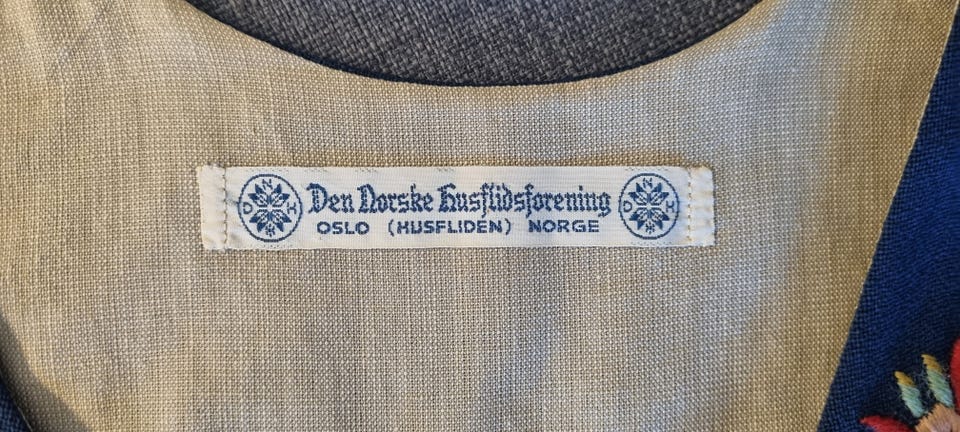 Den Norske Husflidsforening
OSLO (HUSFLIDEN) NORGE
D N H
D N H